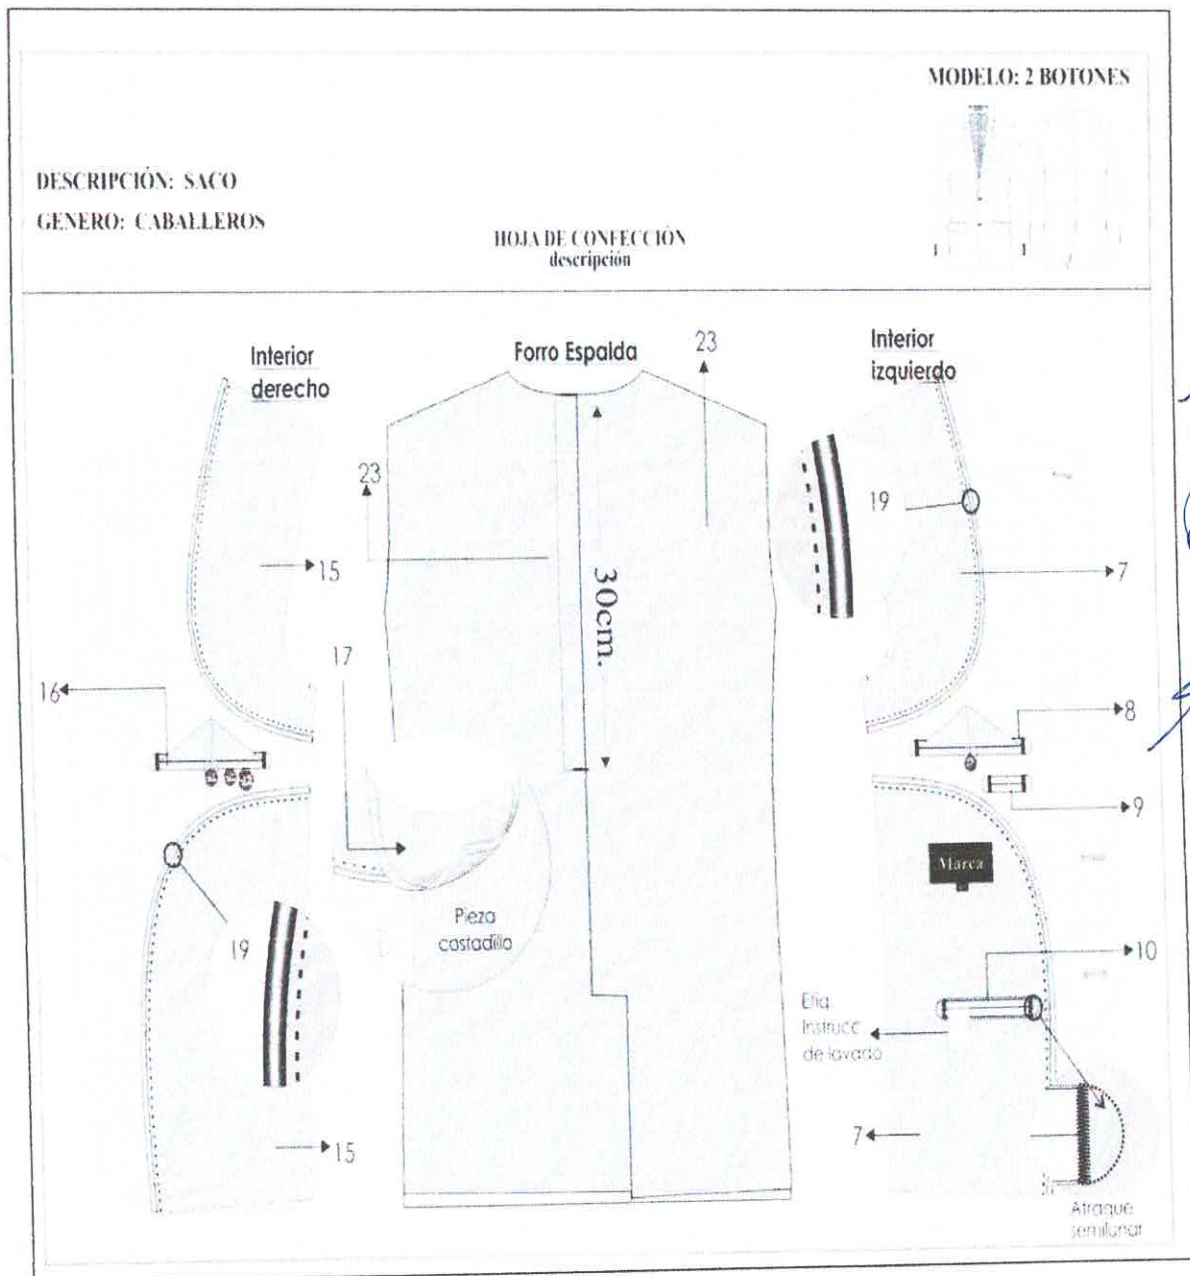 MODELO: 2 BOTONES
DESCRIPCIÓN: SACO
GENERO: CABALLEROS
HOJA DE CONFECCIÓN
descripción
1
1
Interior
derecho
Forro Espalda
23
Interior
izquierdo
23
19
15
7
30cm.
17
16
8
9
Marca
Pieza
costadillo
19
10
Etiq.
Instrucc.
de lavado
15
7
Atraque
semilunar